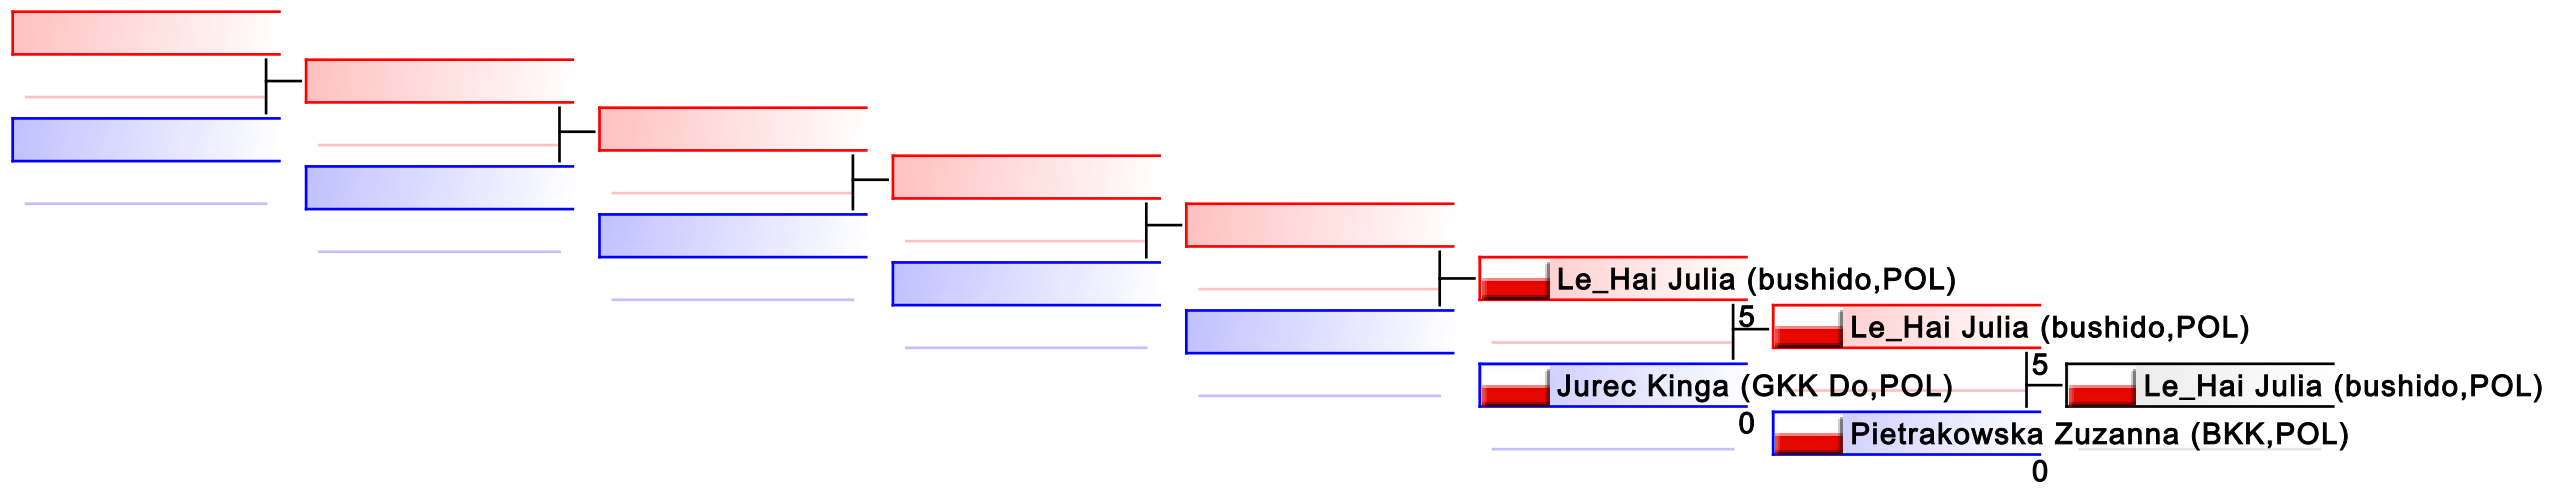 Le_Hai Julia (bushido,POL)
5
Le_Hai Julia (bushido,POL)
Jurec Kinga (GKK Do,POL)
0
5
Le_Hai Julia (bushido,POL)
Pietrakowska Zuzanna (BKK,POL)
0